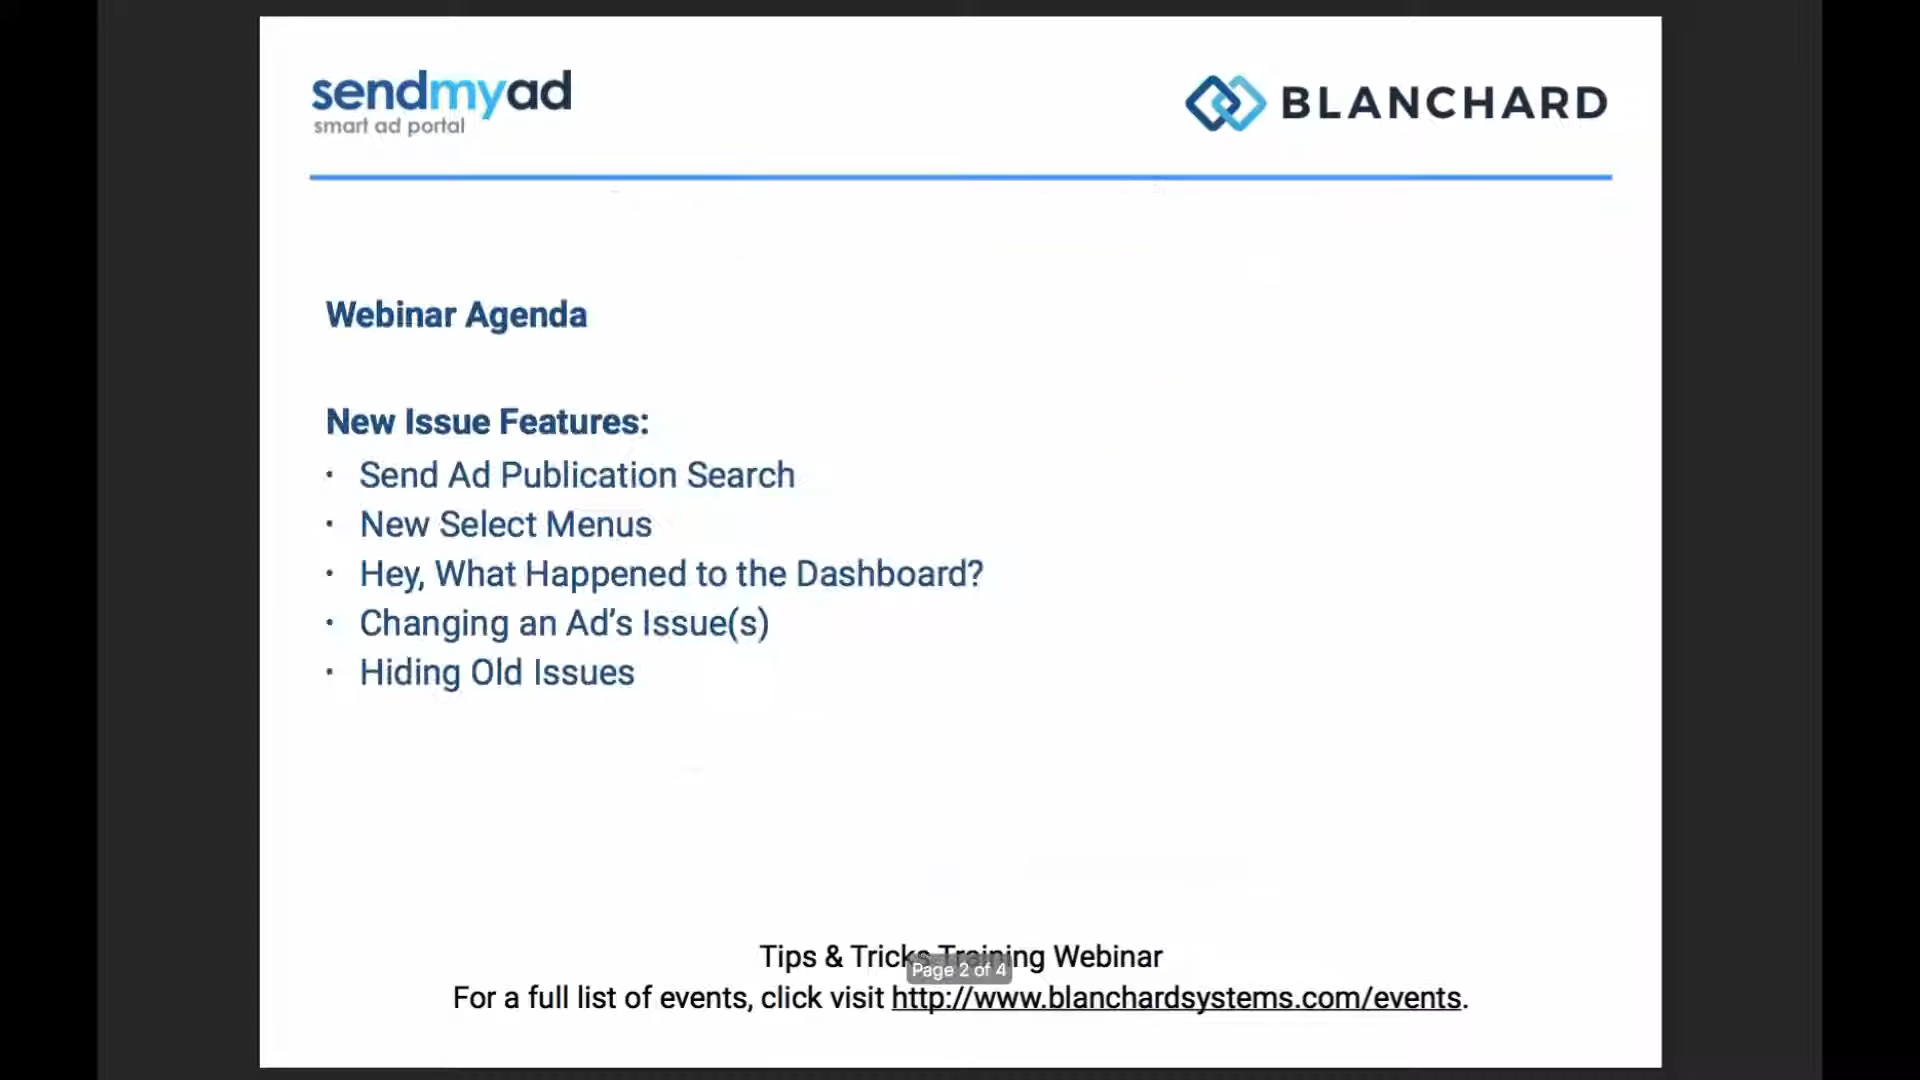 sendmyad
smart ad portal
BLANCHARD
Webinar Agenda
New Issue Features:
· Send Ad Publication Search
· New Select Menus
· Hey, What Happened to the Dashboard?
· Changing an Ad’s Issue(s)
· Hiding Old Issues
Tips & Tricks Training Webinar
Page 2 of 4
For a full list of events, click visit http://www.blanchardsystems.com/events.